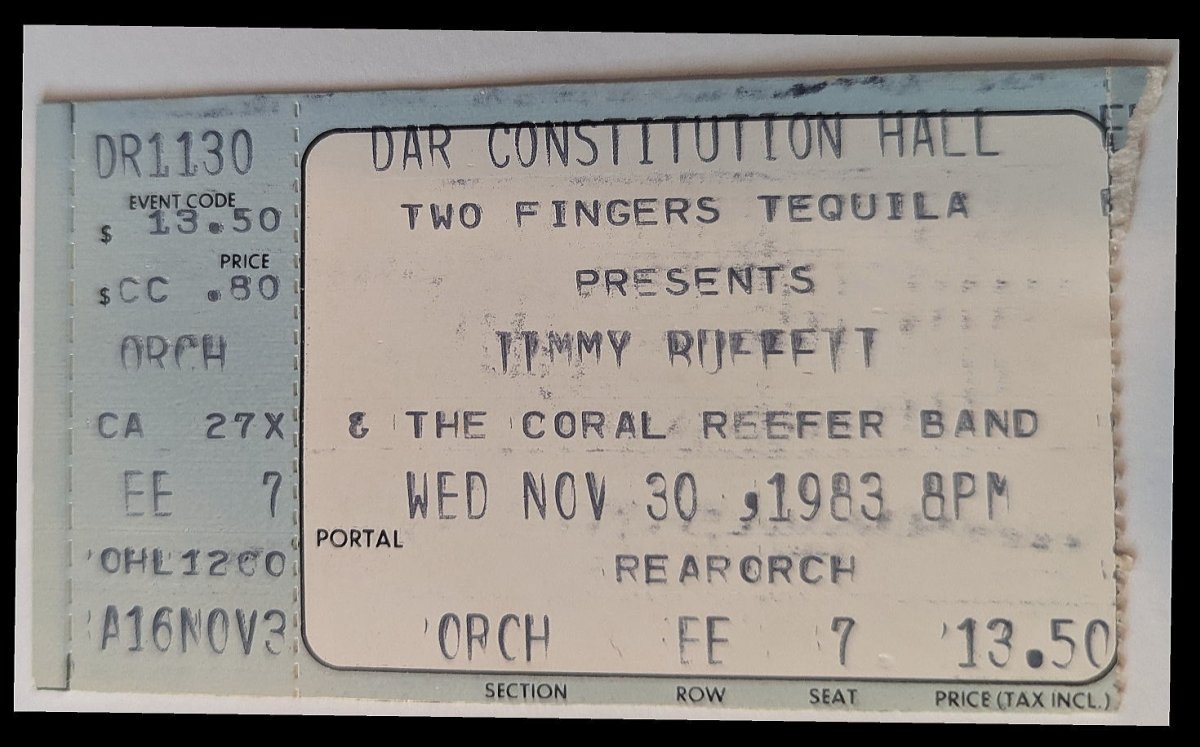 DR1130
EVENT CODE
$ 13.50
PRICE
$CC .80
ORCH
CA 27X
EE 7
OHL1200
A16NOV3
DAR CONSTITUTION HALL
TWO FINGERS TEQUILA
PRESENTS
JIMMY BUFFETT
& THE CORAL REEFER BAND
WED NOV 30 ,1983 8PM
PORTAL
REARORCH
ORCH EE 7 13.50
SECTION ROW SEAT PRICE (TAX INCL.)